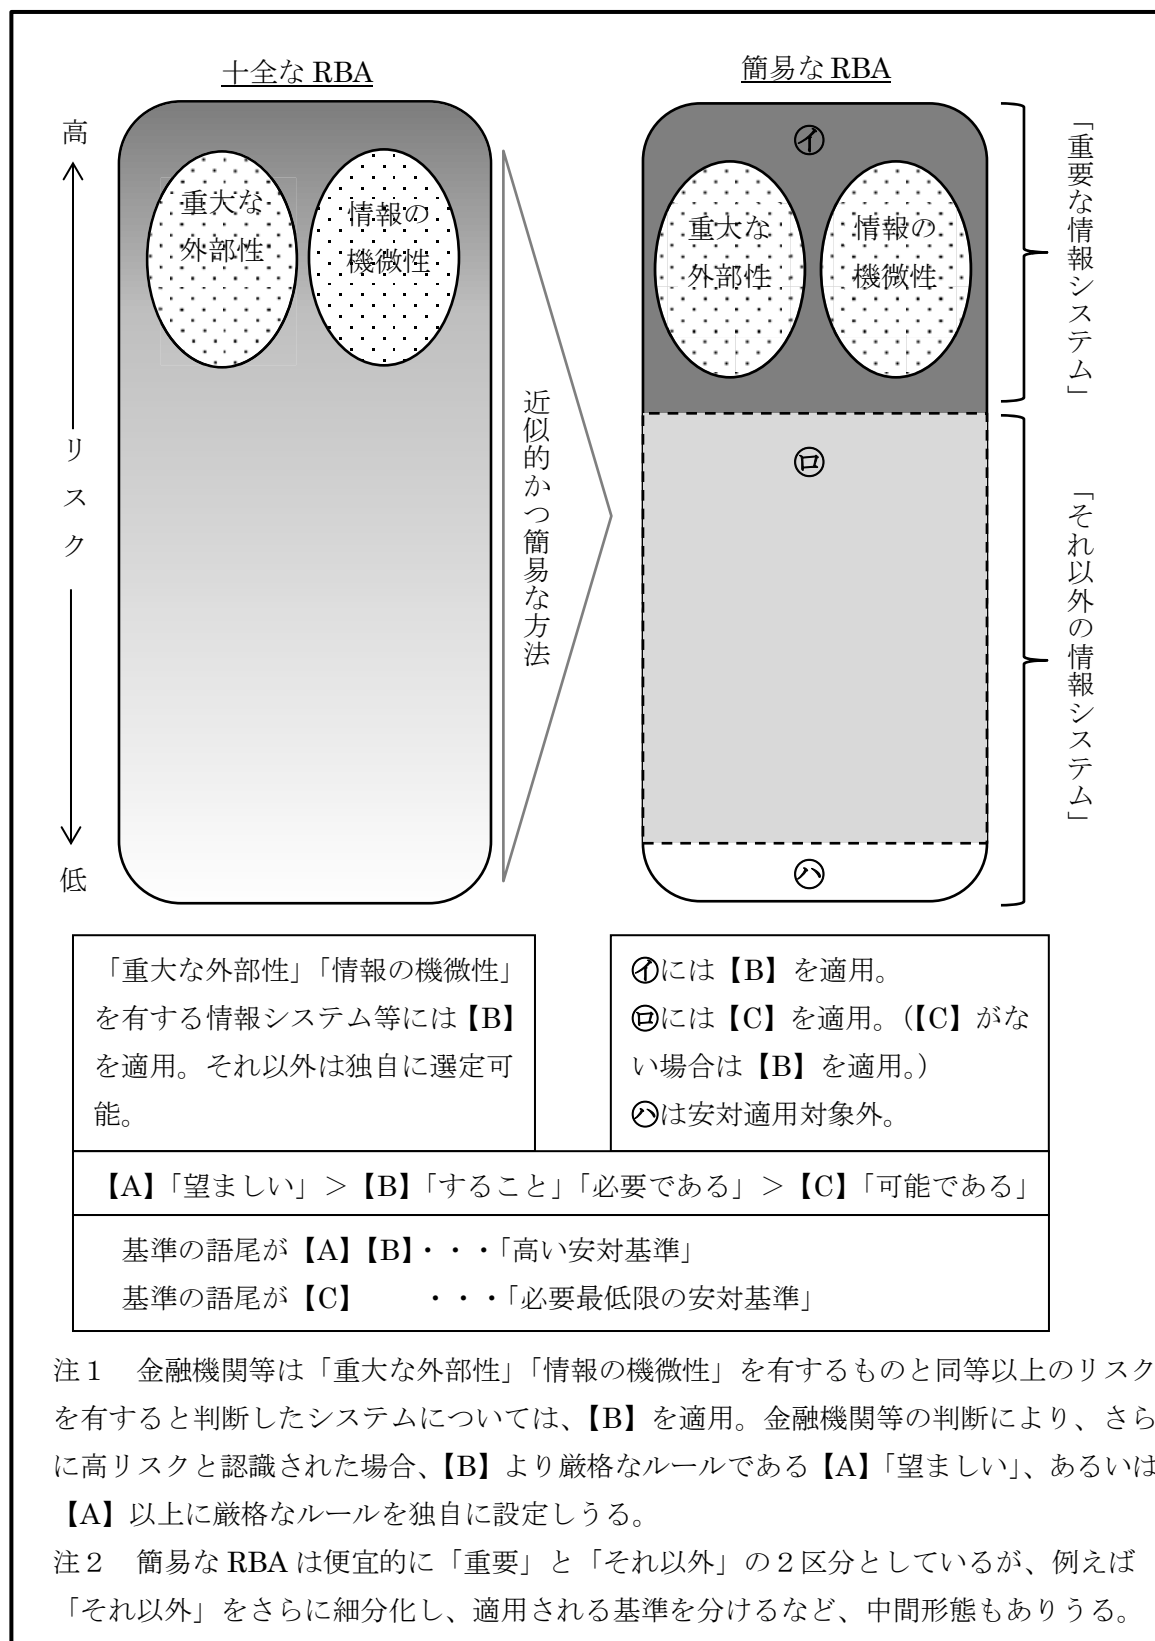 十全な RBA
簡易な RBA
高
リスク
低
重大な
外部性
情報の
機微性
近似的かつ簡易な方法
㋑
重大な
外部性
情報の
機微性
㋺
㋩
「重要な情報システム」
「それ以外の情報システム」
「重大な外部性」「情報の機微性」
を有する情報システム等には【B】
を適用。それ以外は独自に選定可
能。
㋑には【B】を適用。
㋺には【C】を適用。(【C】がな
い場合は【B】を適用。)
㋩は安対適用対象外。
【A】「望ましい」＞【B】「すること」「必要である」＞【C】「可能である」
基準の語尾が【A】【B】・・・「高い安対基準」
基準の語尾が【C】　　・・・「必要最低限の安対基準」
注１　金融機関等は「重大な外部性」「情報の機微性」を有するものと同等以上のリスク
を有すると判断したシステムについては、【B】を適用。金融機関等の判断により、さら
に高リスクと認識された場合、【B】より厳格なルールである【A】「望ましい」、あるいは
【A】以上に厳格なルールを独自に設定しうる。
注２　簡易な RBA は便宜的に「重要」と「それ以外」の２区分としているが、例えば
「それ以外」をさらに細分化し、適用される基準を分けるなど、中間形態もありうる。